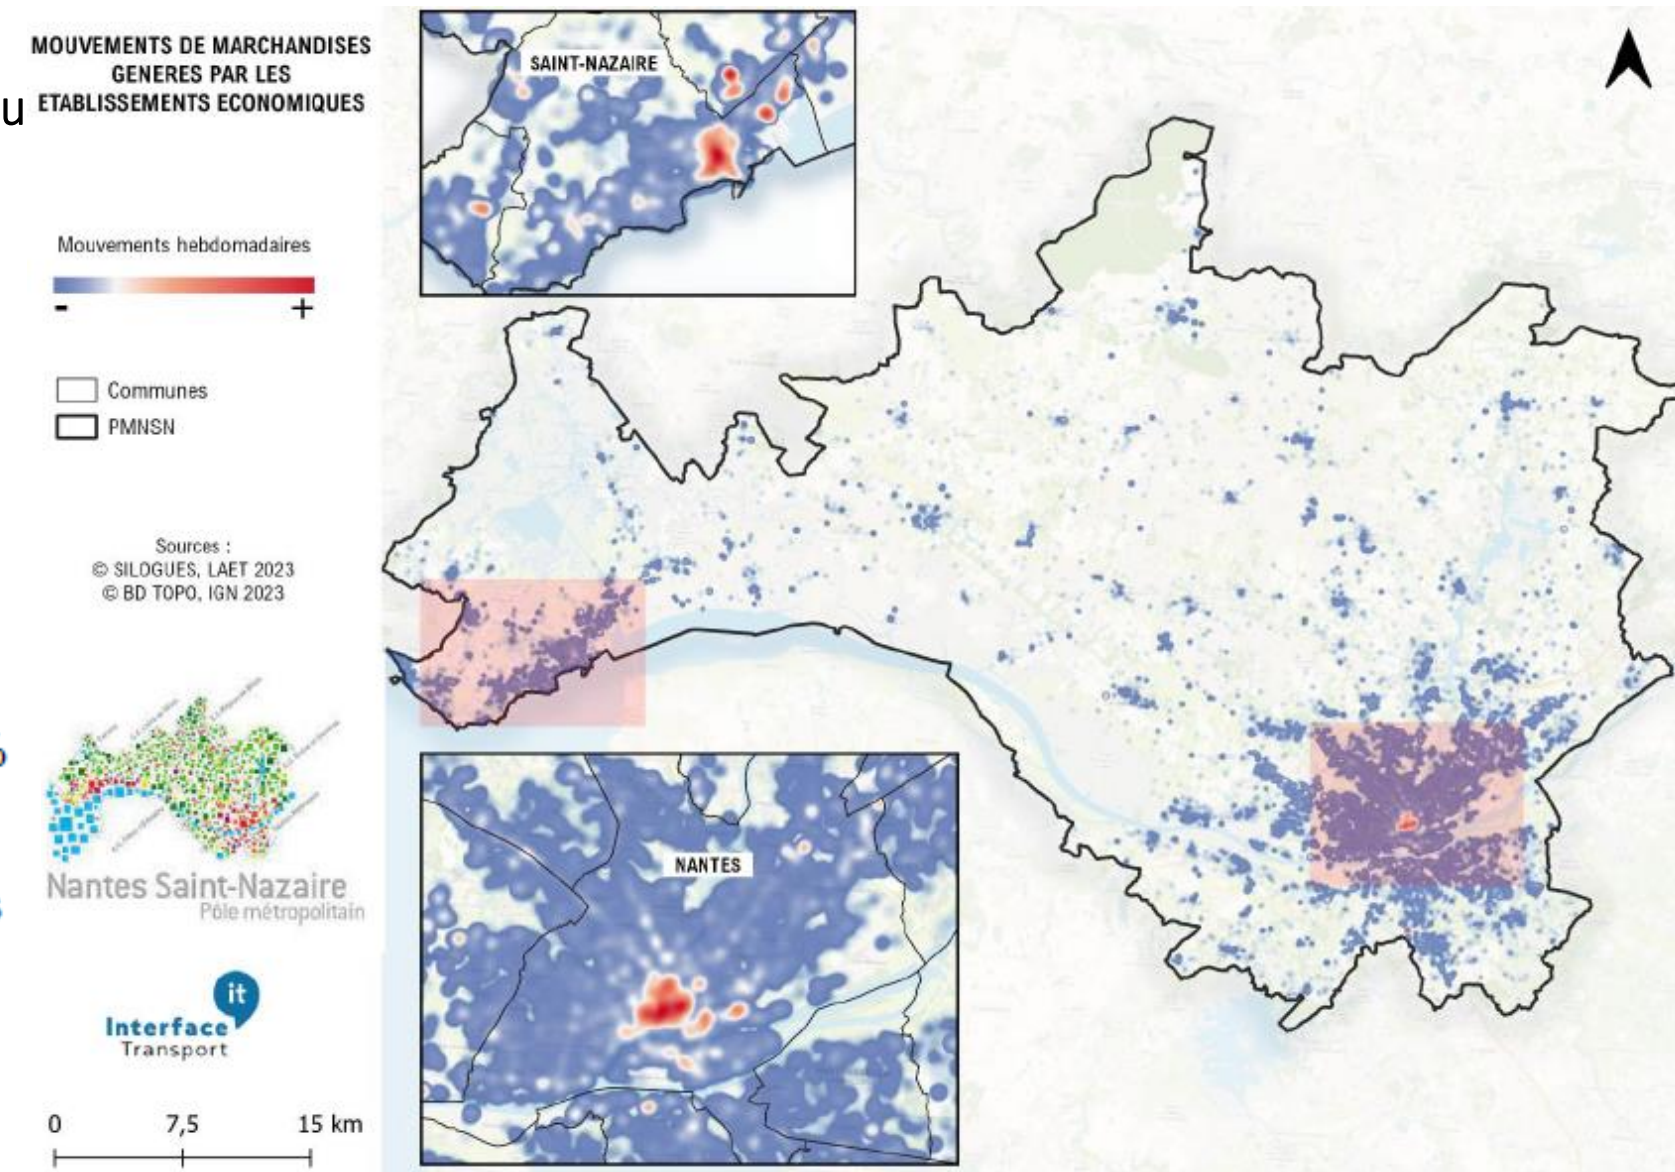 MOUVEMENTS DE MARCHANDISES
GENERES PAR LES
ETABLISSEMENTS ECONOMIQUES
u
Mouvements hebdomadaires
- +
Communes
PMNSN
Sources :
© SILOGUES, LAET 2023
© BD TOPO, IGN 2023
Nantes Saint-Nazaire
Pôle métropolitain
it
Interface
Transport
0 7,5 15 km
SAINT-NAZAIRE
NANTES